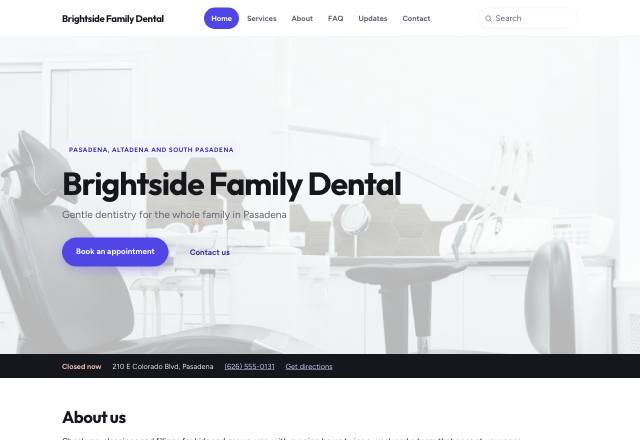 Brightside Family Dental
Home
Services
About
FAQ
Updates
Contact
Search
PASADENA, ALTADENA AND SOUTH PASADENA
Brightside Family Dental
Gentle dentistry for the whole family in Pasadena
Book an appointment
Contact us
Closed now
210 E Colorado Blvd, Pasadena
(626) 555-0131
Get directions
About us